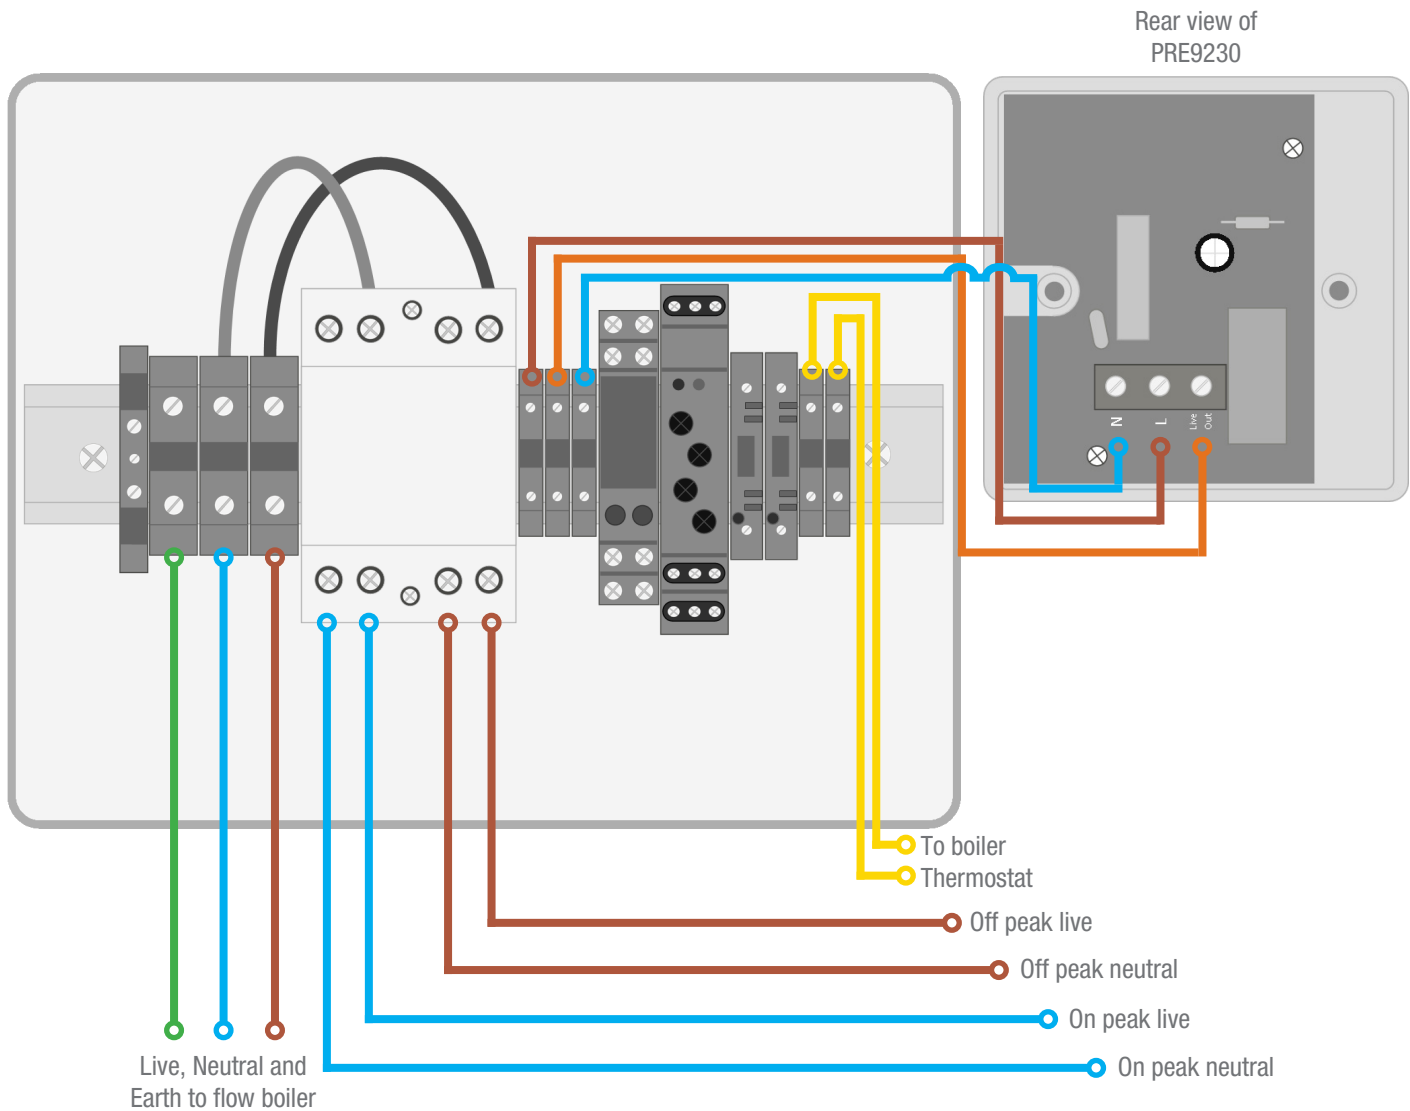 Rear view of
PRE9230
N
L
Live
Out
To boiler
Thermostat
Off peak live
Off peak neutral
On peak live
On peak neutral
Live, Neutral and
Earth to flow boiler